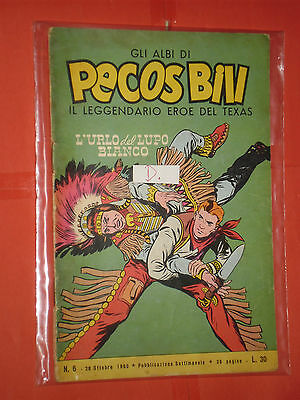 GLI ALBI DI
PECOS BILL
IL LEGGENDARIO EROE DEL TEXAS
L'URLO del LUPO
BIANCO
D.
N. 6 - 28 Ottobre 1960 • Pubblicazione Settimanale • 36 pagine - L. 30